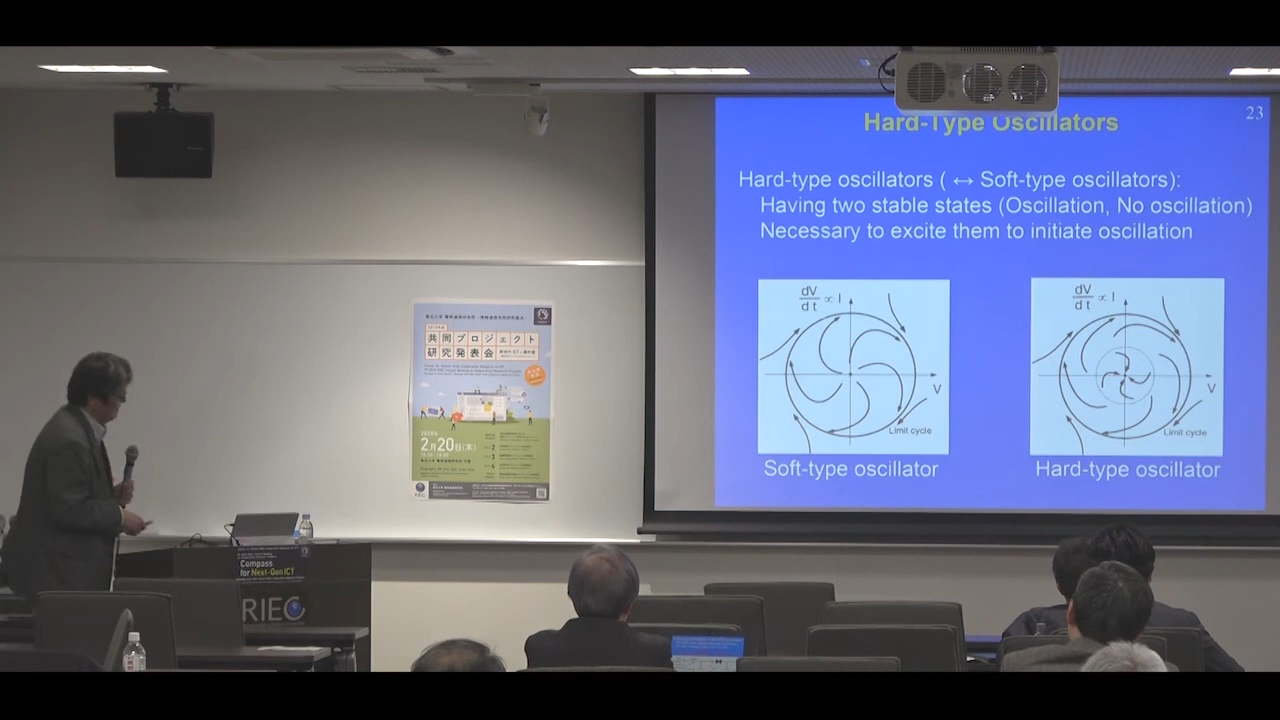 23
Hard-Type Oscillators
Hard-type oscillators ( ↔ Soft-type oscillators):
Having two stable states (Oscillation, No oscillation)
Necessary to excite them to initiate oscillation
dV/dt ∝ I
V
Limit cycle
Soft-type oscillator
dV/dt ∝ I
V
Limit cycle
Hard-type oscillator
共同プロジェクト
研究発表会
2月20日(木)
RIEC
Compass
for Next-Gen ICT
RIEC